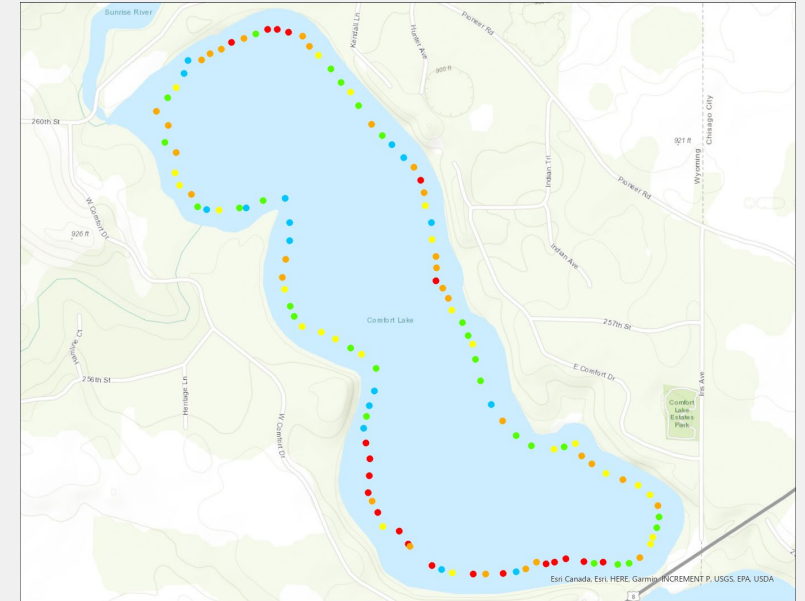 Sunrise River
Kendall Ln
Hunter Ave
Pioneer Rd
900 ft
260th St
Chisago City
Wyoming
921 ft
Indian Trl
Pioneer Rd
W Comfort Dr
926 ft
Indian Ave
Comfort Lake
257th St
E Comfort Dr
256th St
Heritage Ln
Iris Ave
Comfort
Lake
Estates
Park
W Comfort Dr
Esri Canada, Esri, HERE, Garmin, INCREMENT P, USGS, EPA, USDA
8